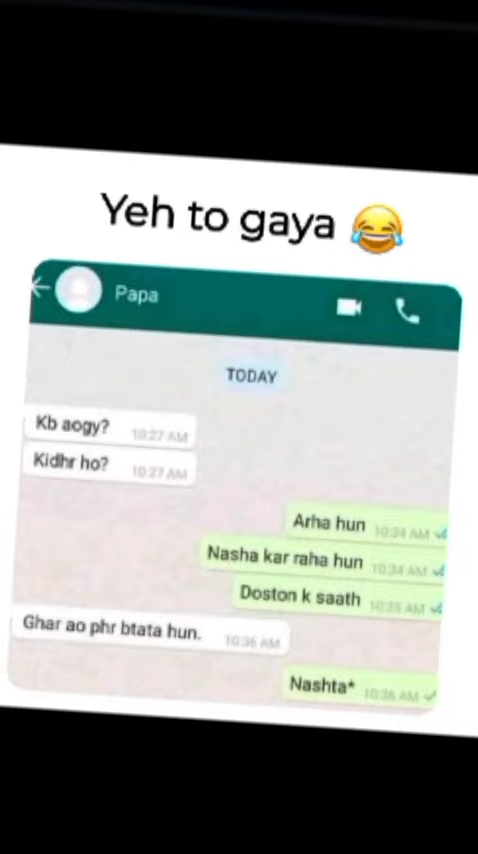 Yeh to gaya 😂
Papa
TODAY
Kb aogy? 10:27 AM
Kidhr ho? 10:27 AM
Arha hun 10:34 AM
Nasha kar raha hun 10:34 AM
Doston k saath 10:35 AM
Ghar ao phr btata hun. 10:36 AM
Nashta* 10:36 AM